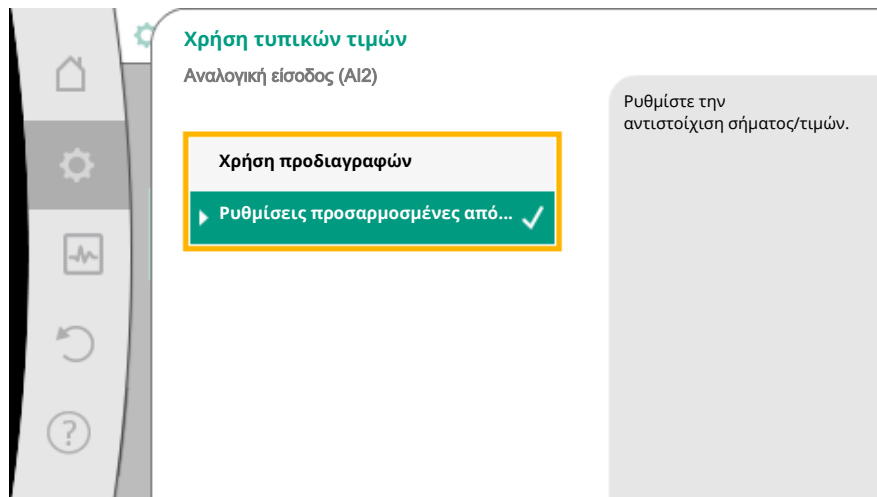 Χρήση τυπικών τιμών
Αναλογική είσοδος (AI2)
Χρήση προδιαγραφών
Ρυθμίσεις προσαρμοσμένες από...
Ρυθμίστε την
αντιστοίχιση σήματος/τιμών.
?